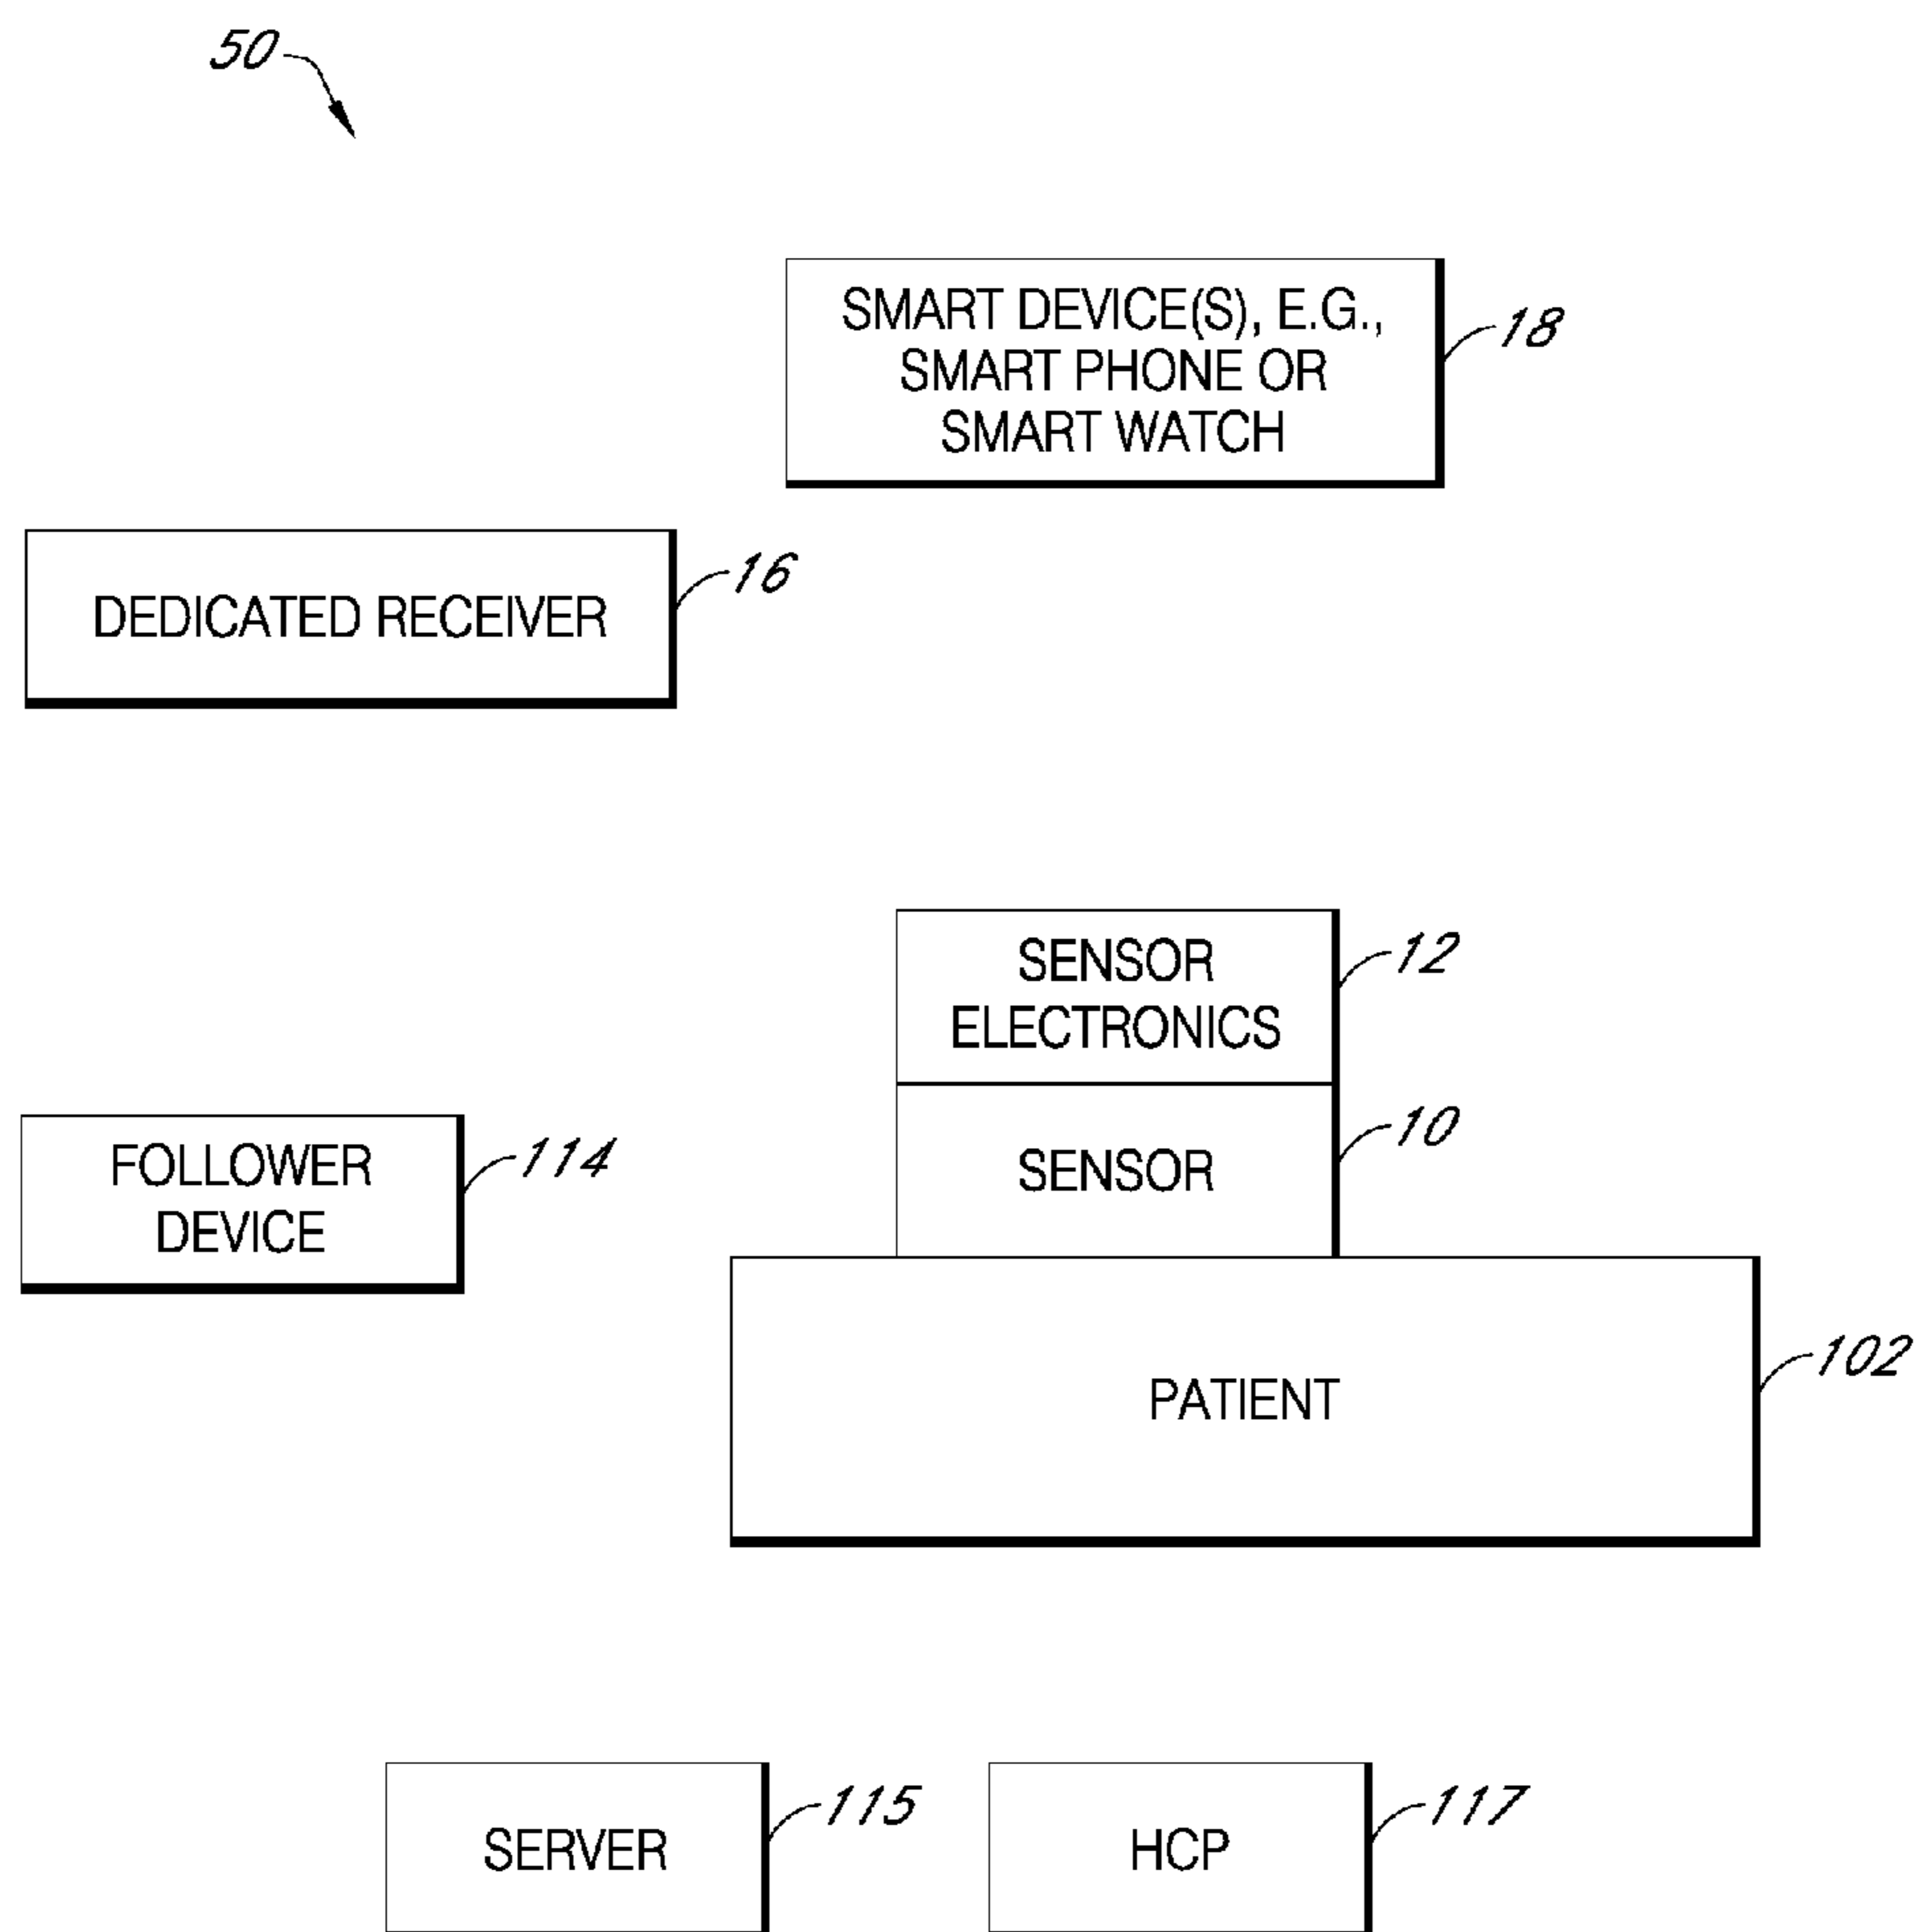 50
SMART DEVICE(S), E.G.,
SMART PHONE OR
SMART WATCH
18
DEDICATED RECEIVER
16
SENSOR
ELECTRONICS
12
FOLLOWER
DEVICE
114
SENSOR
10
PATIENT
102
SERVER
115
HCP
117